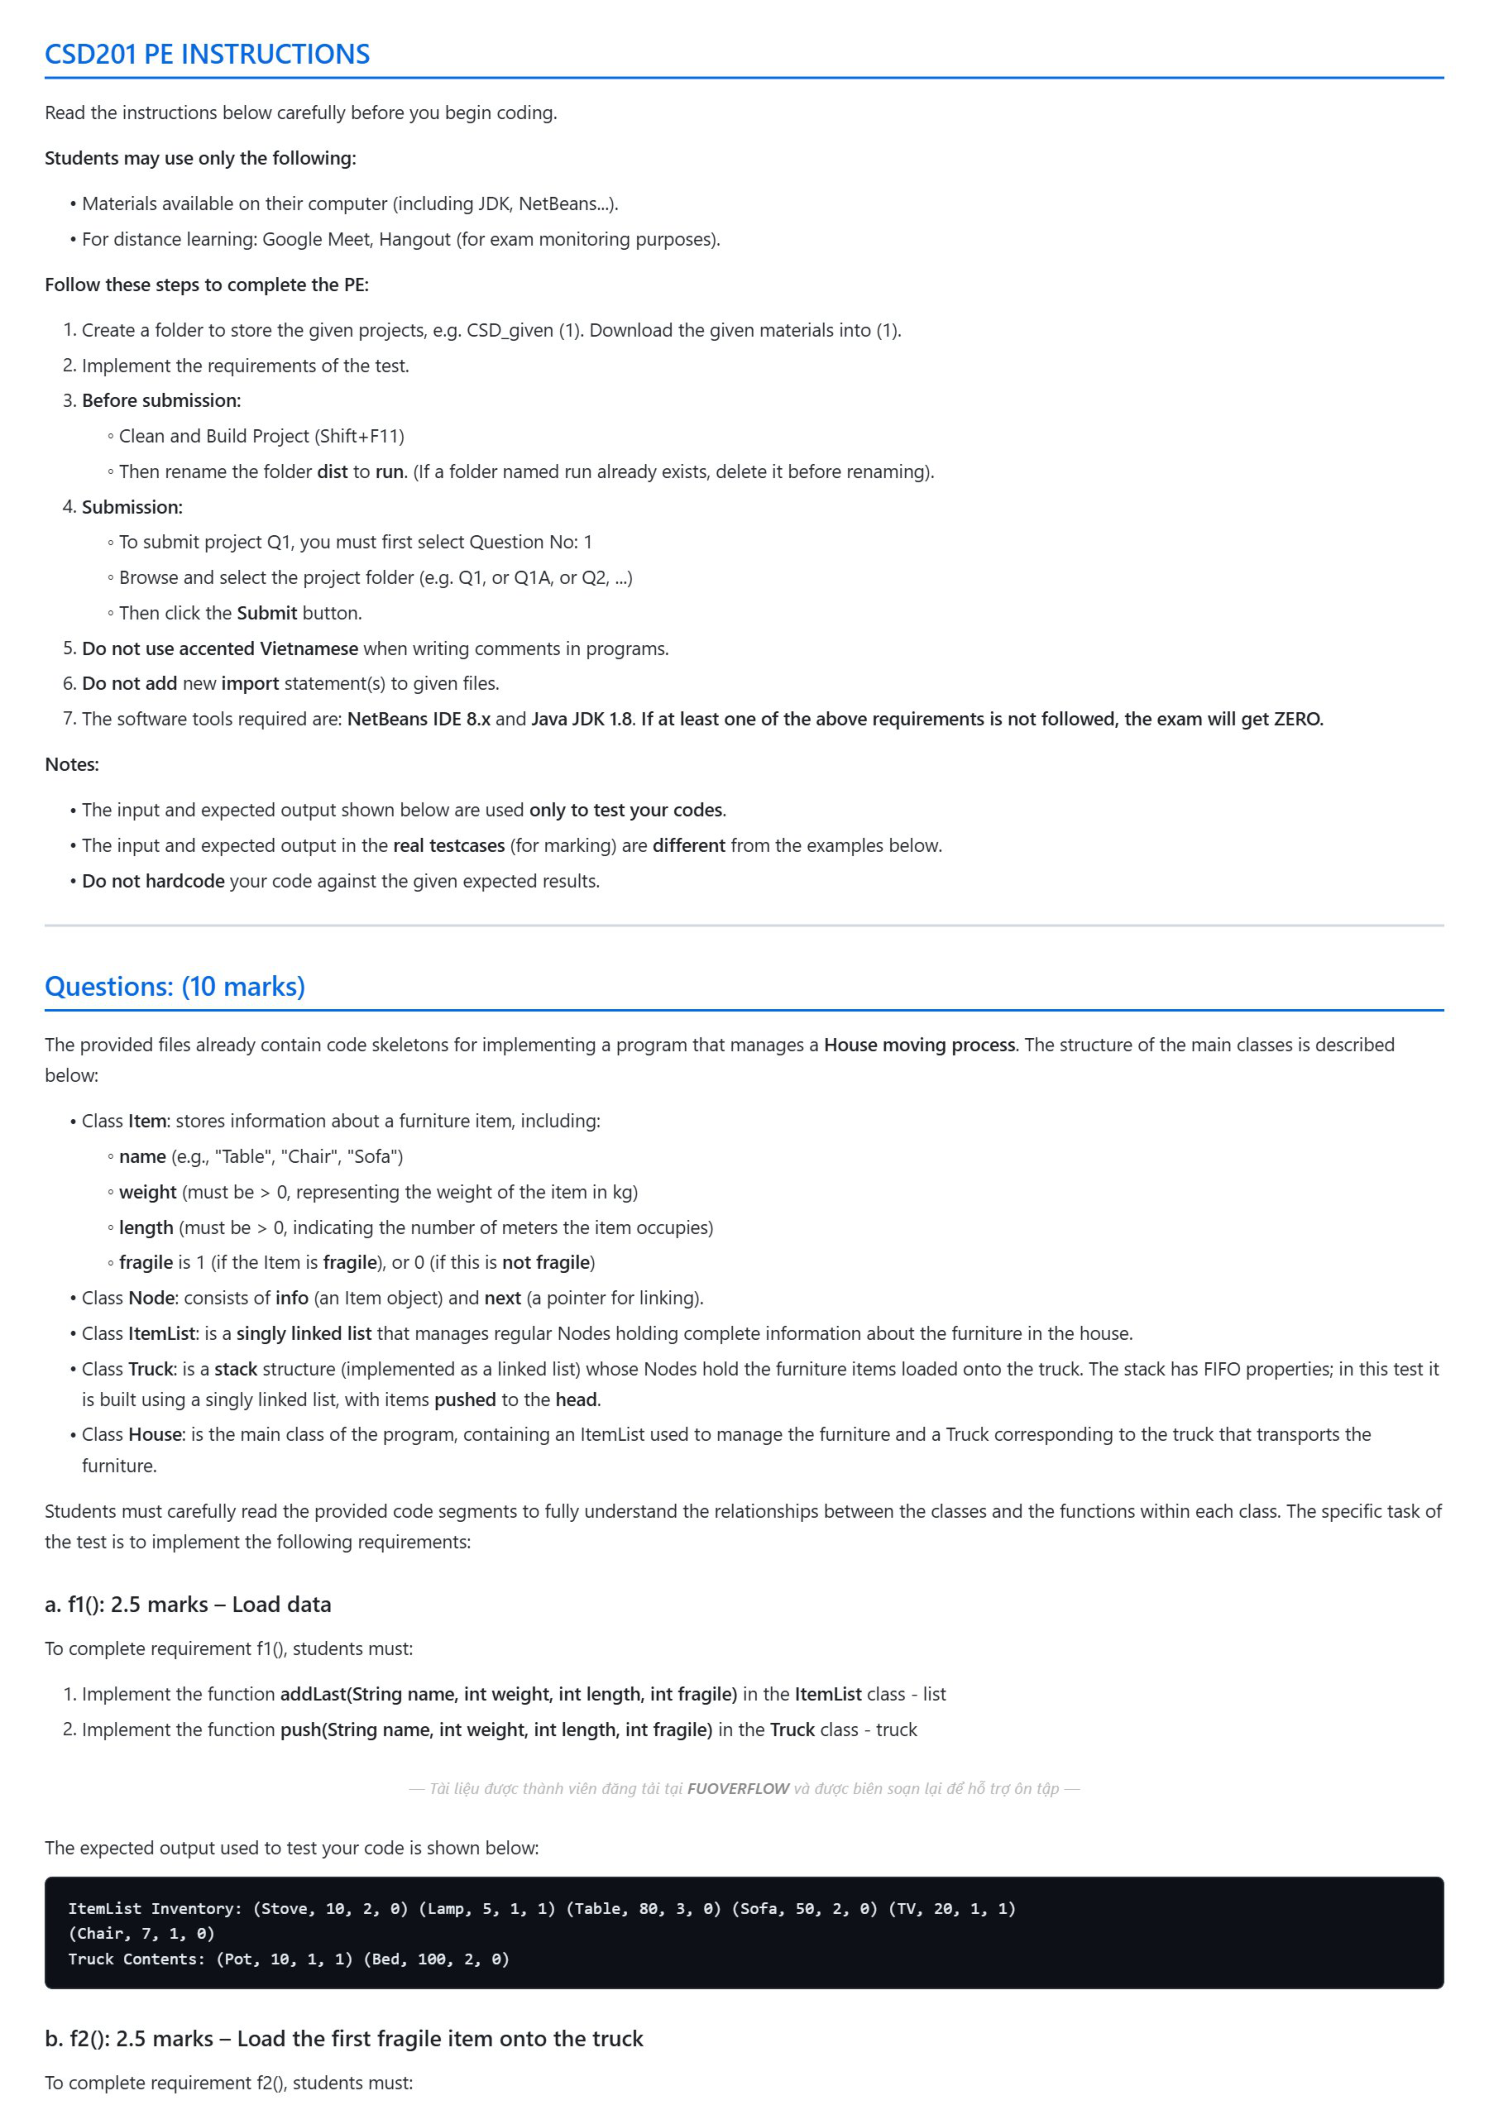 CSD201 PE INSTRUCTIONS
Read the instructions below carefully before you begin coding.
Students may use only the following:
• Materials available on their computer (including JDK, NetBeans...).
• For distance learning: Google Meet, Hangout (for exam monitoring purposes).
Follow these steps to complete the PE:
1. Create a folder to store the given projects, e.g. CSD_given (1). Download the given materials into (1).
2. Implement the requirements of the test.
3. Before submission:
◦ Clean and Build Project (Shift+F11)
◦ Then rename the folder dist to run. (If a folder named run already exists, delete it before renaming).
4. Submission:
◦ To submit project Q1, you must first select Question No: 1
◦ Browse and select the project folder (e.g. Q1, or Q1A, or Q2, ...)
◦ Then click the Submit button.
5. Do not use accented Vietnamese when writing comments in programs.
6. Do not add new import statement(s) to given files.
7. The software tools required are: NetBeans IDE 8.x and Java JDK 1.8. If at least one of the above requirements is not followed, the exam will get ZERO.
Notes:
• The input and expected output shown below are used only to test your codes.
• The input and expected output in the real testcases (for marking) are different from the examples below.
• Do not hardcode your code against the given expected results.
Questions: (10 marks)
The provided files already contain code skeletons for implementing a program that manages a House moving process. The structure of the main classes is described
below:
• Class Item: stores information about a furniture item, including:
◦ name (e.g., "Table", "Chair", "Sofa")
◦ weight (must be > 0, representing the weight of the item in kg)
◦ length (must be > 0, indicating the number of meters the item occupies)
◦ fragile is 1 (if the Item is fragile), or 0 (if this is not fragile)
• Class Node: consists of info (an Item object) and next (a pointer for linking).
• Class ItemList: is a singly linked list that manages regular Nodes holding complete information about the furniture in the house.
• Class Truck: is a stack structure (implemented as a linked list) whose Nodes hold the furniture items loaded onto the truck. The stack has FIFO properties; in this test it
is built using a singly linked list, with items pushed to the head.
• Class House: is the main class of the program, containing an ItemList used to manage the furniture and a Truck corresponding to the truck that transports the
furniture.
Students must carefully read the provided code segments to fully understand the relationships between the classes and the functions within each class. The specific task of
the test is to implement the following requirements:
a. f1(): 2.5 marks – Load data
To complete requirement f1(), students must:
1. Implement the function addLast(String name, int weight, int length, int fragile) in the ItemList class - list
2. Implement the function push(String name, int weight, int length, int fragile) in the Truck class - truck
— Tài liệu được thành viên đăng tải tại FUOVERFLOW và được biên soạn lại để hỗ trợ ôn tập —
The expected output used to test your code is shown below:
ItemList Inventory: (Stove, 10, 2, 0) (Lamp, 5, 1, 1) (Table, 80, 3, 0) (Sofa, 50, 2, 0) (TV, 20, 1, 1)
(Chair, 7, 1, 0)
Truck Contents: (Pot, 10, 1, 1) (Bed, 100, 2, 0)
b. f2(): 2.5 marks – Load the first fragile item onto the truck
To complete requirement f2(), students must: